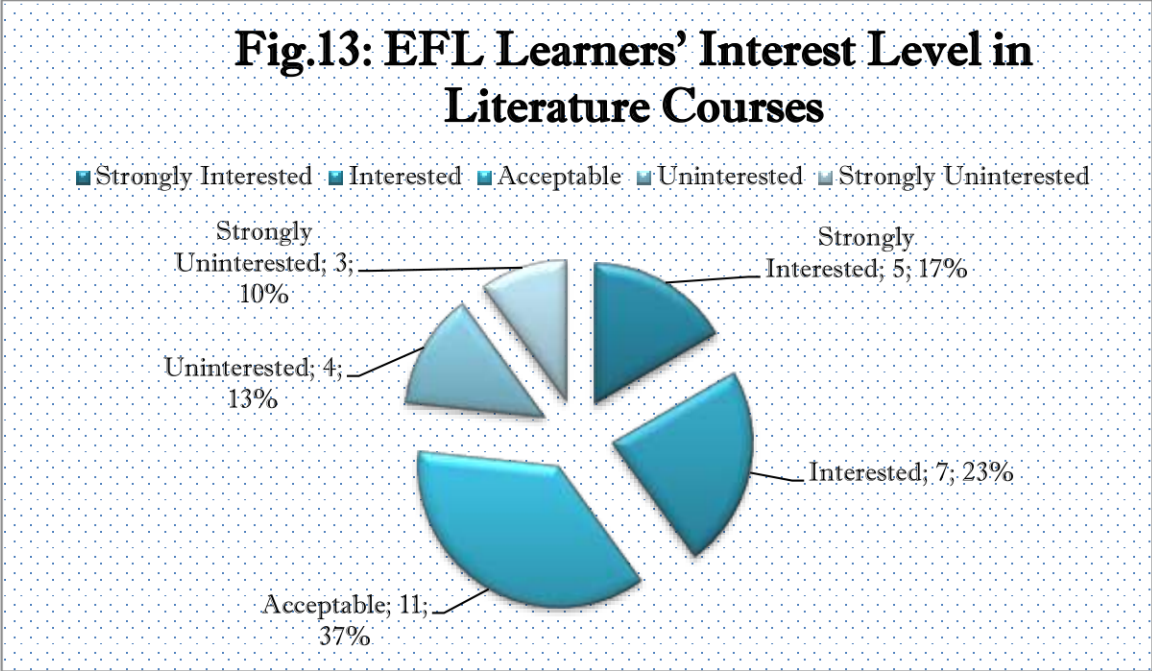 Fig.13: EFL Learners’ Interest Level in
Literature Courses
Strongly Interested Interested Acceptable Uninterested Strongly Uninterested
Strongly
Uninterested; 3;
10%
Strongly
Interested; 5; 17%
Uninterested; 4;
13%
Interested; 7; 23%
Acceptable; 11;
37%